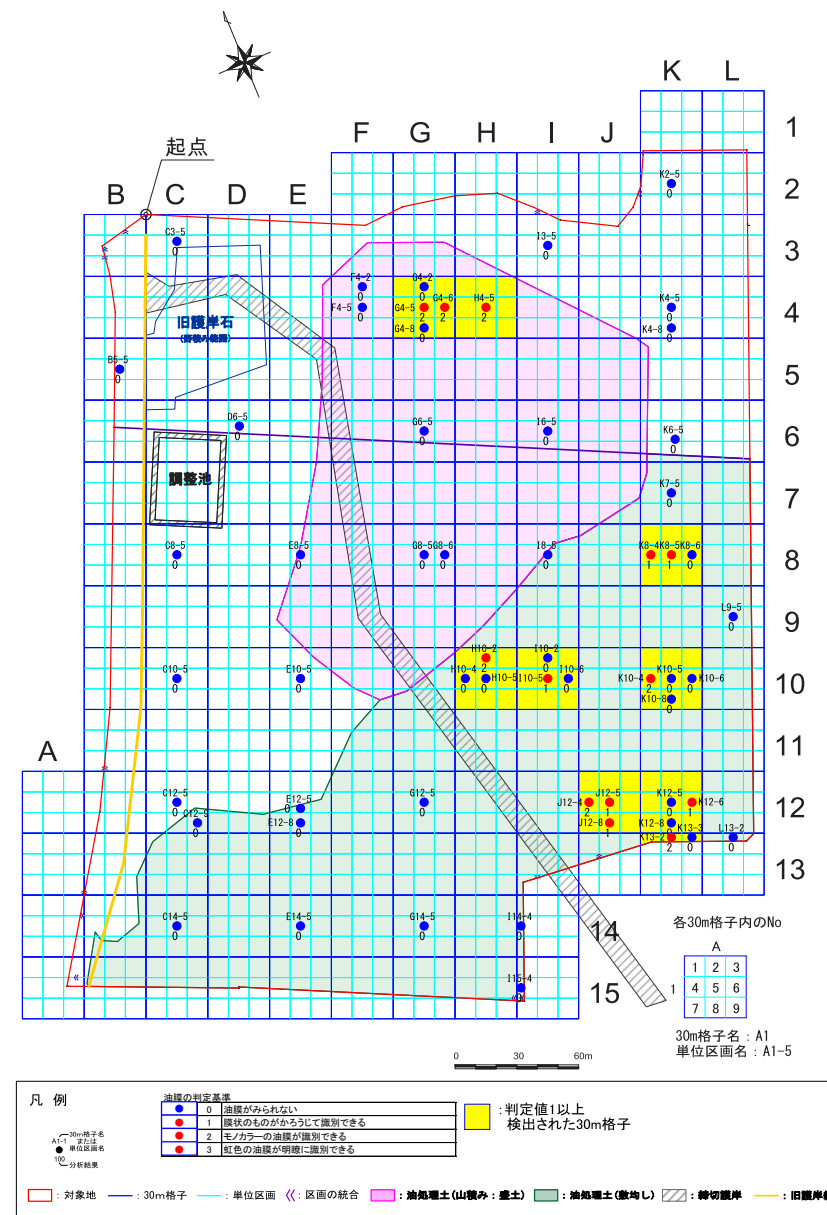 起点
A
B
C
D
E
F
G
H
I
J
K
L
1
2
3
4
5
6
7
8
9
10
11
12
13
14
15
K2-5
0
C3-5
0
I3-5
0
F4-2
0
F4-5
0
G4-2
0
G4-5
2
G4-6
2
G4-8
0
H4-5
2
K4-5
0
K4-8
0
旧護岸石
B5-5
0
D6-5
0
G6-5
0
I6-5
0
K6-5
0
調整池
K7-5
0
C8-5
0
E8-5
0
G8-5
0
G8-6
0
I8-5
0
K8-4
1
K8-5
1
K8-6
0
L9-5
0
C10-5
0
E10-5
0
H10-2
2
H10-4
0
H10-5
0
I10-2
0
I10-5
1
I10-6
0
K10-4
2
K10-5
0
K10-6
0
K10-8
0
C12-5
0
C12-9
0
E12-5
0
E12-8
0
G12-5
0
J12-4
2
J12-5
1
J12-8
1
K12-5
0
K12-6
1
K12-8
0
K13-2
2
K13-3
0
L13-2
0
C14-5
0
E14-5
0
G14-5
0
I14-4
0
I15-4
各30m格子内のNo
A
1 2 3
1 4 5 6
7 8 9
30m格子名：A1
単位区画名：A1-5
0 30 60m
凡 例
30m格子名
A1-1 または
単位区画名
100
分析結果
油膜の判定基準
0 油膜がみられない
1 膜状のものがかろうじて識別できる
2 モノカラーの油膜が識別できる
3 虹色の油膜が明瞭に識別できる
：判定値1以上
検出された30m格子
：対象地 ：30m格子 ：単位区画 ：区画の統合 ：油処理土(山積み：盛土) ：油処理土(敷均し) ：締切護岸 ：旧護岸